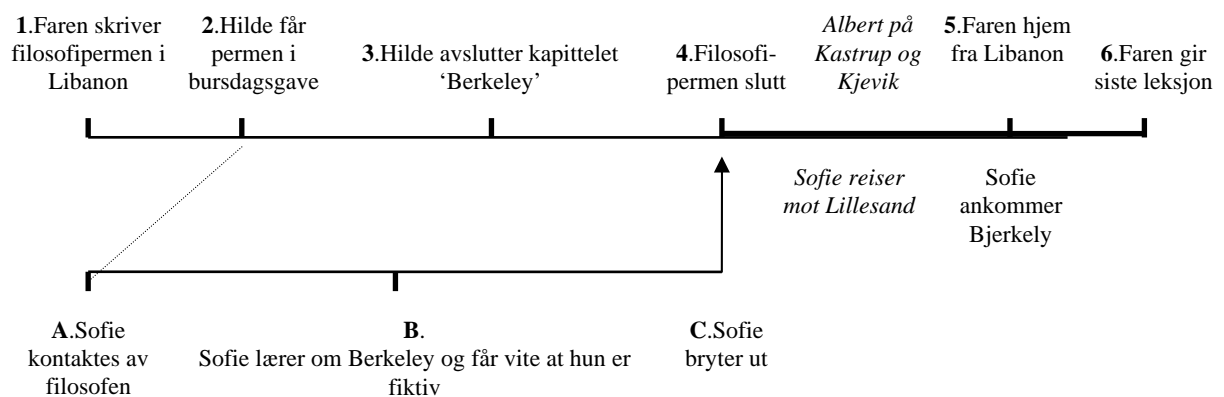 1.Faren skriver
filosofipermen i
Libanon
2.Hilde får
permen i
bursdagsgave
3.Hilde avslutter kapittelet
‘Berkeley’
4.Filosofi-
permen slutt
Albert på
Kastrup og
Kjevik
5.Faren hjem
fra Libanon
6.Faren gir
siste leksjon
Sofie reiser
mot Lillesand
Sofie
ankommer
Bjerkely
A.Sofie
kontaktes av
filosofen
B.
Sofie lærer om Berkeley og får vite at hun er
fiktiv
C.Sofie
bryter ut